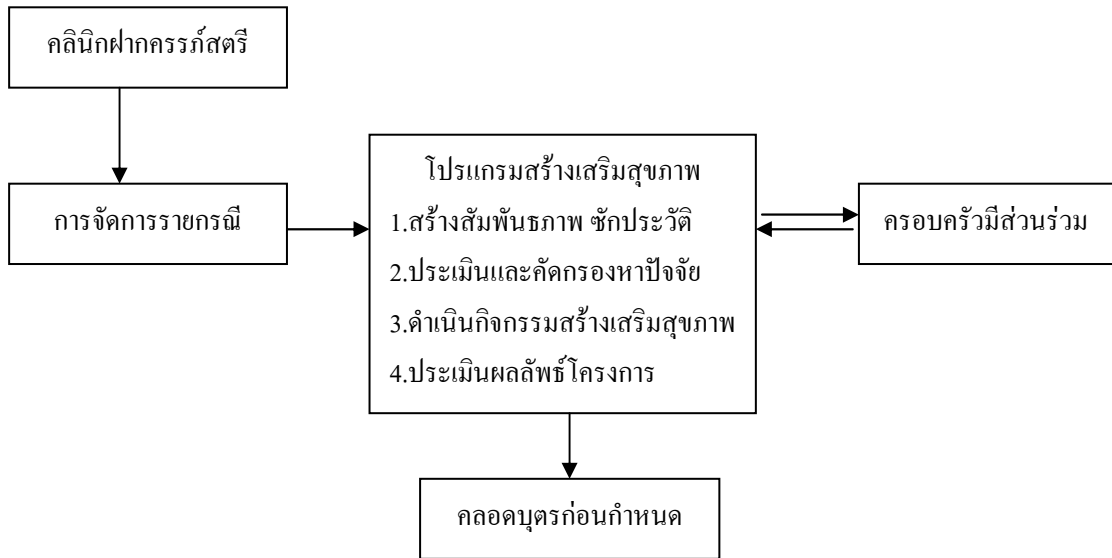 คลินิกฝากครรภ์สตรี
การจัดการรายกรณี
โปรแกรมสร้างเสริมสุขภาพ
1.สร้างสัมพันธภาพ ซักประวัติ
2.ประเมินและคัดกรองหาปัจจัย
3.ดำเนินกิจกรรมสร้างเสริมสุขภาพ
4.ประเมินผลลัพธ์โครงการ
ครอบครัวมีส่วนร่วม
คลอดบุตรก่อนกำหนด